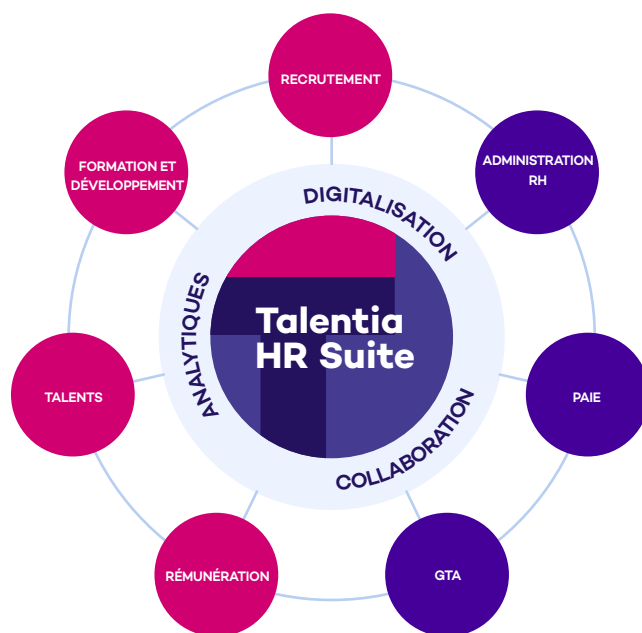 RECRUTEMENT
ADMINISTRATION
RH
PAIE
GTA
RÉMUNÉRATION
TALENTS
FORMATION ET
DÉVELOPPEMENT
DIGITALISATION
COLLABORATION
ANALYTIQUES
Talentia
HR Suite